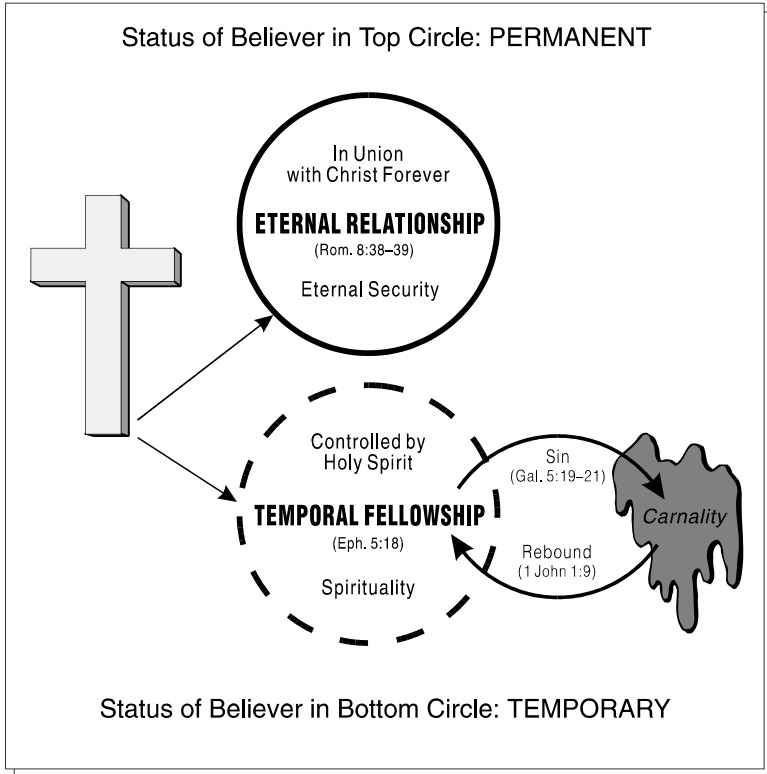 Status of Believer in Top Circle: PERMANENT
In Union
with Christ Forever
ETERNAL RELATIONSHIP
(Rom. 8:38–39)
Eternal Security
Controlled by
Holy Spirit
TEMPORAL FELLOWSHIP
(Eph. 5:18)
Spirituality
Sin
(Gal. 5:19–21)
Carnality
Rebound
(1 John 1:9)
Status of Believer in Bottom Circle: TEMPORARY